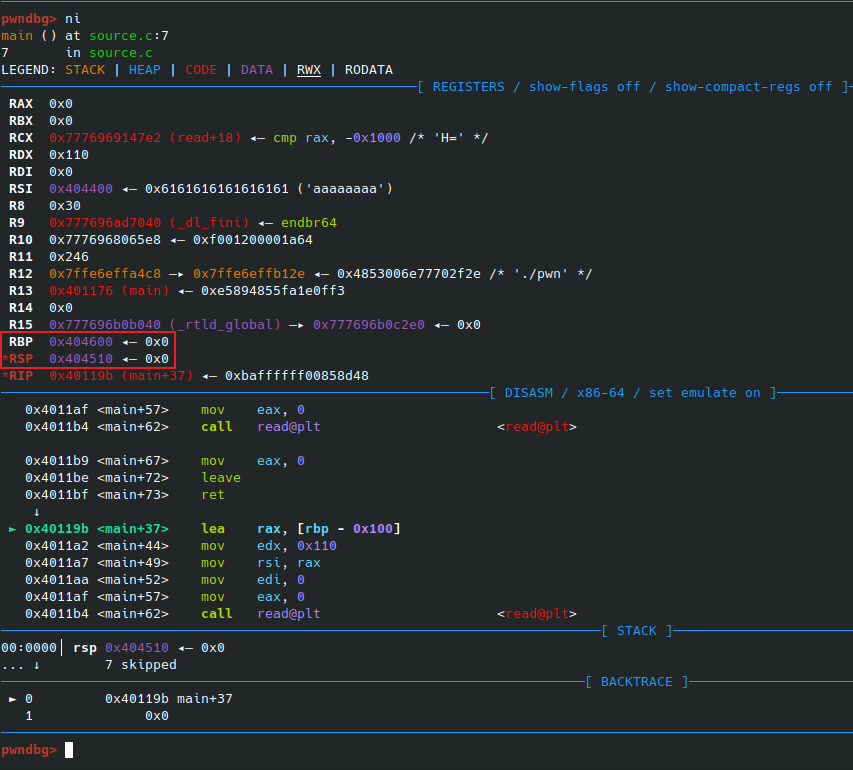 pwndbg> ni
main () at source.c:7
7       in source.c
LEGEND: STACK | HEAP | CODE | DATA | RWX | RODATA
[ REGISTERS / show-flags off / show-compact-regs off ]
RAX  0x0
RBX  0x0
RCX  0x7776969147e2 (read+18) ◂— cmp rax, -0x1000 /* 'H=' */
RDX  0x110
RDI  0x0
RSI  0x404400 ◂— 0x6161616161616161 ('aaaaaaaa')
R8   0x30
R9   0x777696ad7040 (_dl_fini) ◂— endbr64
R10  0x7776968065e8 ◂— 0xf001200001a64
R11  0x246
R12  0x7ffe6effa4c8 —▸ 0x7ffe6effb12e ◂— 0x4853006e77702f2e /* './pwn' */
R13  0x401176 (main) ◂— 0xe5894855fa1e0ff3
R14  0x0
R15  0x777696b0b040 (_rtld_global) —▸ 0x777696b0c2e0 ◂— 0x0
RBP  0x404600 ◂— 0x0
*RSP  0x404510 ◂— 0x0
*RIP  0x40119b (main+37) ◂— 0xbaffffff00858d48
[ DISASM / x86-64 / set emulate on ]
0x4011af <main+57>    mov    eax, 0
0x4011b4 <main+62>    call   read@plt                      <read@plt>
0x4011b9 <main+67>    mov    eax, 0
0x4011be <main+72>    leave
0x4011bf <main+73>    ret
↓
► 0x40119b <main+37>    lea    rax, [rbp - 0x100]
0x4011a2 <main+44>    mov    edx, 0x110
0x4011a7 <main+49>    mov    rsi, rax
0x4011aa <main+52>    mov    edi, 0
0x4011af <main+57>    mov    eax, 0
0x4011b4 <main+62>    call   read@plt                      <read@plt>
[ STACK ]
00:0000│ rsp 0x404510 ◂— 0x0
... ↓        7 skipped
[ BACKTRACE ]
► 0         0x40119b main+37
1              0x0
pwndbg>